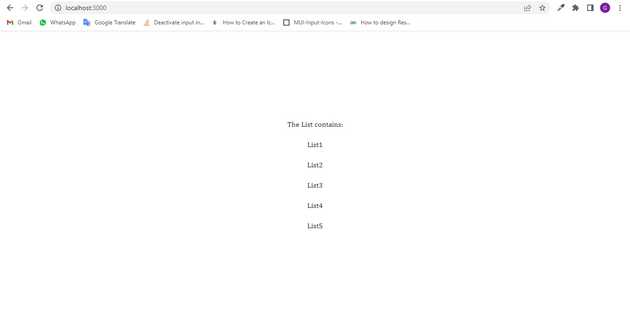 localhost:3000
Gmail WhatsApp Google Translate Deactivate input in... How to Create an Ic... MUI-Input-Icons -... How to design Res...
The List contains:
List1
List2
List3
List4
List5